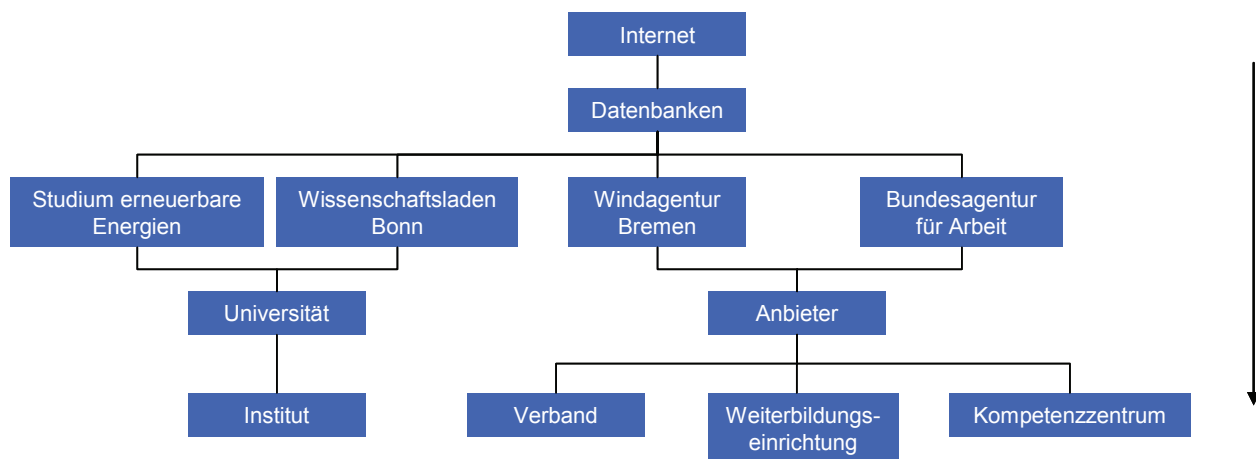 Internet
Datenbanken
Studium erneuerbare
Energien
Wissenschaftsladen
Bonn
Windagentur
Bremen
Bundesagentur
für Arbeit
Universität
Anbieter
Institut
Verband
Weiterbildungs-
einrichtung
Kompetenzzentrum